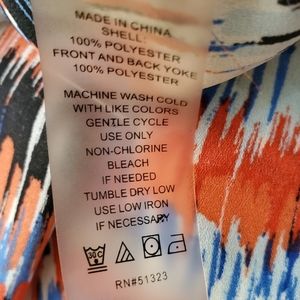 MADE IN CHINA
SHELL:
100% POLYESTER
FRONT AND BACK YOKE
100% POLYESTER
MACHINE WASH COLD
WITH LIKE COLORS
GENTLE CYCLE
USE ONLY
NON-CHLORINE
BLEACH
IF NEEDED
TUMBLE DRY LOW
USE LOW IRON
IF NECESSARY
30C
RN#51323